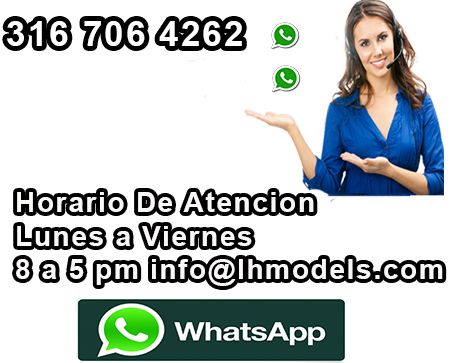 316 706 4262
Horario De Atencion
Lunes a Viernes
8 a 5 pm info@lhmodels.com
WhatsApp